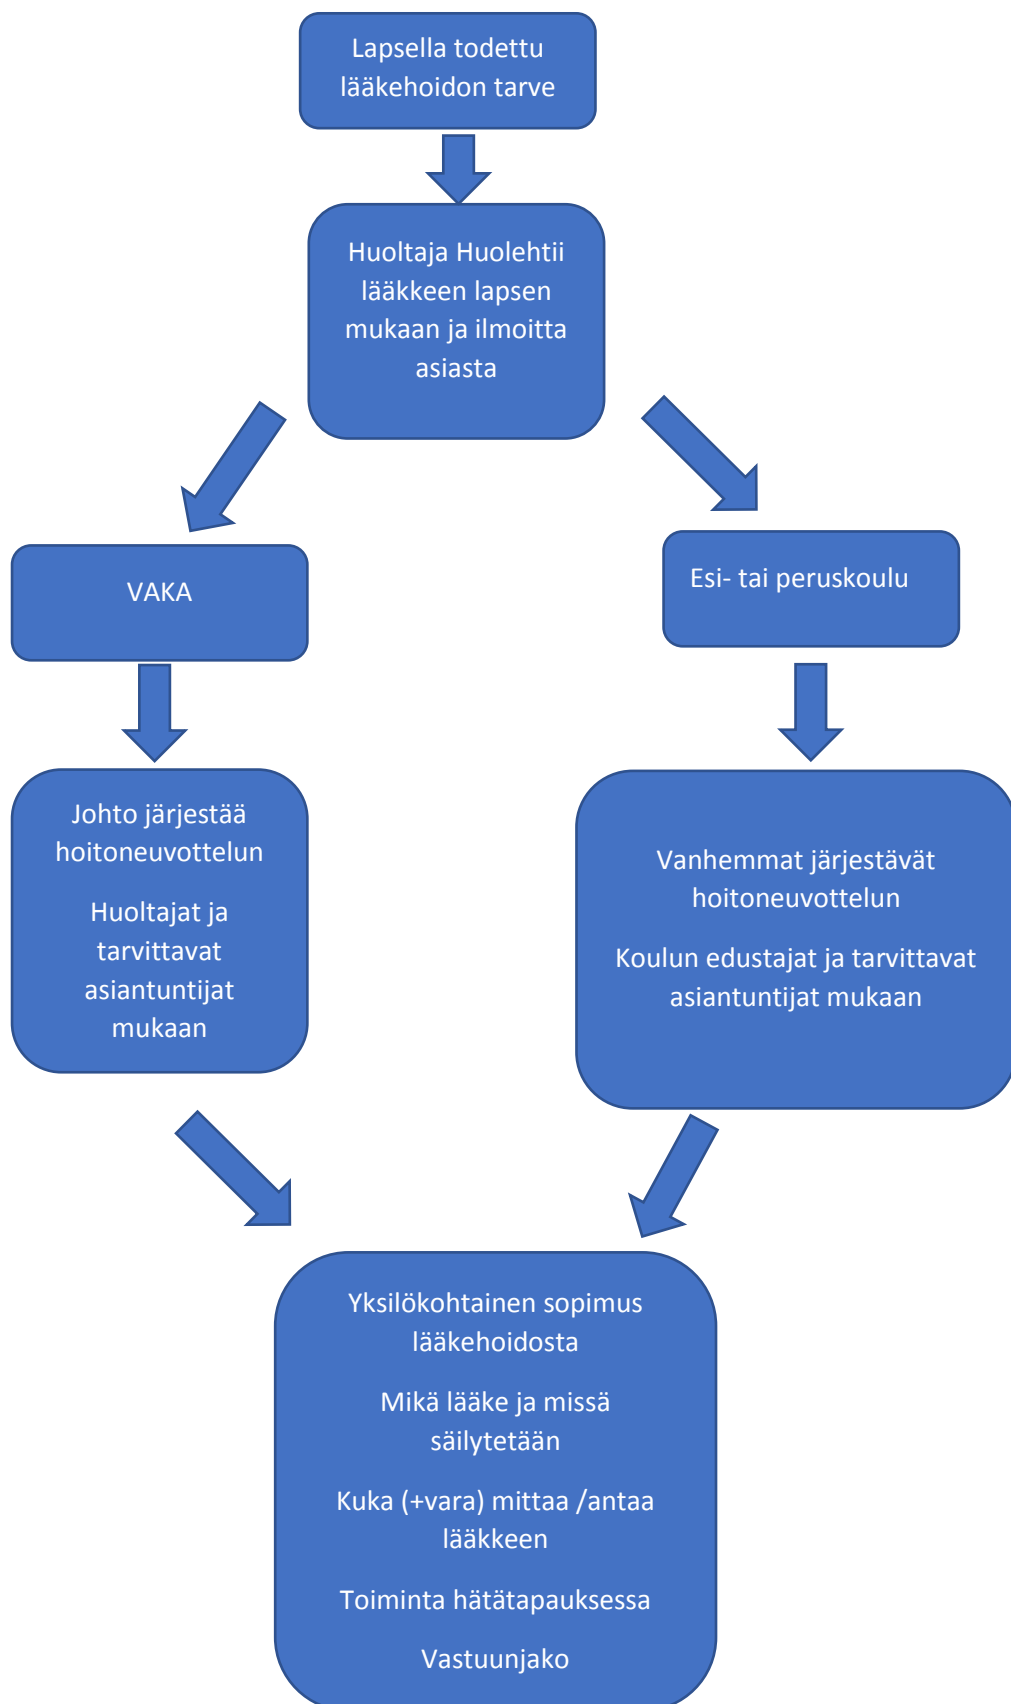 Lapsella todettu
lääkehoidon tarve
Huoltaja Huolehtii
lääkkeen lapsen
mukaan ja ilmoitta
asiasta
VAKA
Esi- tai peruskoulu
Johto järjestää
hoitoneuvottelun
Huoltajat ja
tarvittavat
asiantuntijat
mukaan
Vanhemmat järjestävät
hoitoneuvottelun
Koulun edustajat ja tarvittavat
asiantuntijat mukaan
Yksilökohtainen sopimus
lääkehoidosta
Mikä lääke ja missä
säilytetään
Kuka (+vara) mittaa /antaa
lääkkeen
Toiminta hätätapauksessa
Vastuunjako